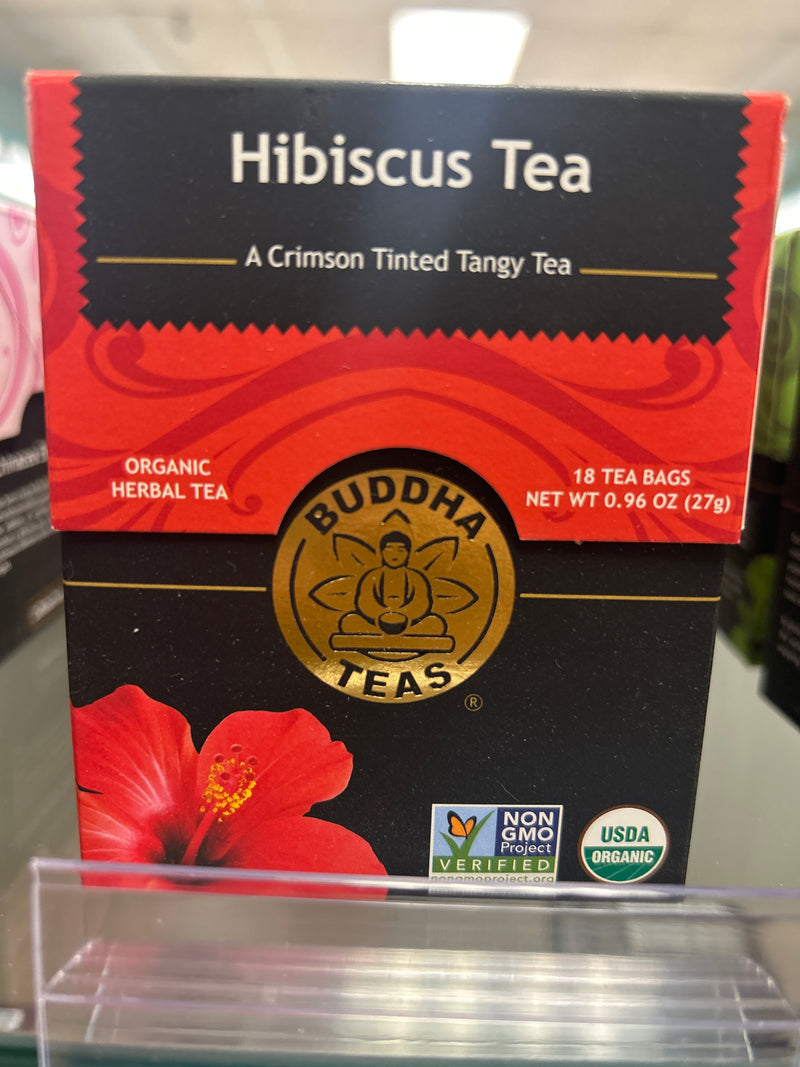 Hibiscus Tea
A Crimson Tinted Tangy Tea
ORGANIC
HERBAL TEA
18 TEA BAGS
NET WT 0.96 OZ (27g)
BUDDHA
TEAS
®
NON
GMO
Project
VERIFIED
nongmoproject.org
USDA
ORGANIC